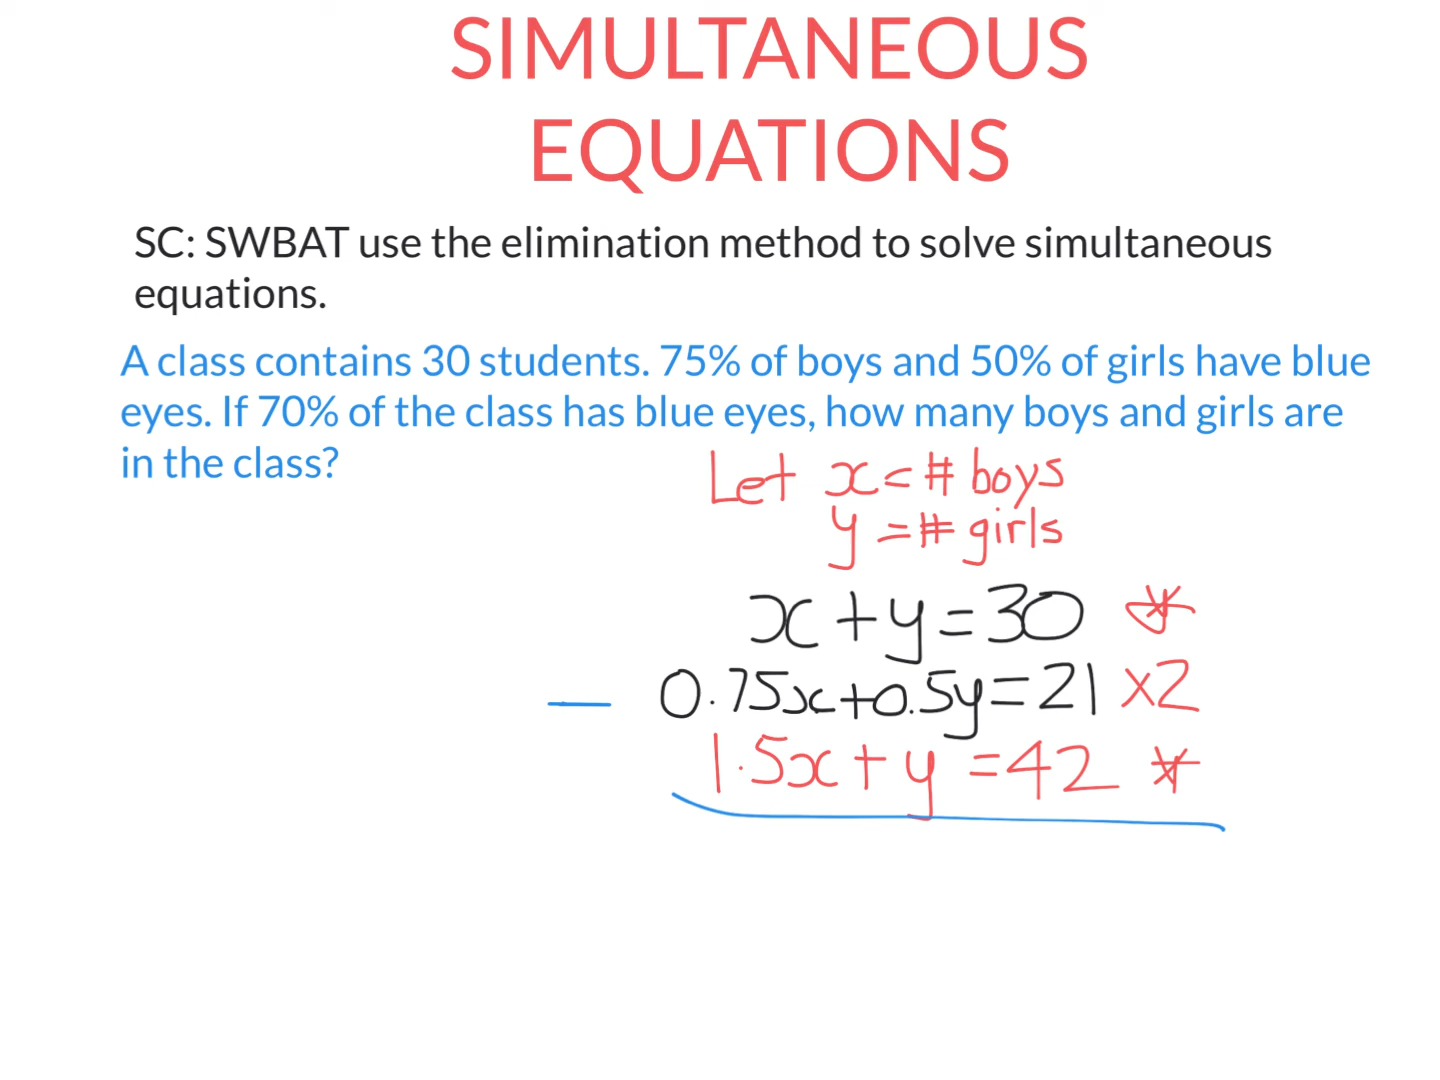 SIMULTANEOUS
EQUATIONS
SC: SWBAT use the elimination method to solve simultaneous
equations.
A class contains 30 students. 75% of boys and 50% of girls have blue
eyes. If 70% of the class has blue eyes, how many boys and girls are
in the class?
Let x = # boys
y = # girls
x + y = 30 *
— 0.75x + 0.5y = 21 ×2
1.5x + y = 42 *